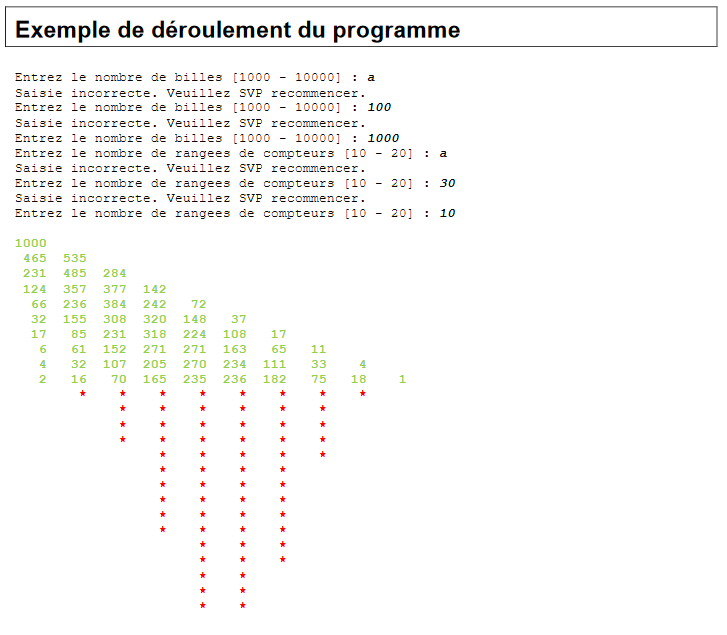 Exemple de déroulement du programme
Entrez le nombre de billes [1000 - 10000] : a
Saisie incorrecte. Veuillez SVP recommencer.
Entrez le nombre de billes [1000 - 10000] : 100
Saisie incorrecte. Veuillez SVP recommencer.
Entrez le nombre de billes [1000 - 10000] : 1000
Entrez le nombre de rangees de compteurs [10 - 20] : a
Saisie incorrecte. Veuillez SVP recommencer.
Entrez le nombre de rangees de compteurs [10 - 20] : 30
Saisie incorrecte. Veuillez SVP recommencer.
Entrez le nombre de rangees de compteurs [10 - 20] : 10
1000
465 535
231 485 284
124 357 377 142
66 236 384 242 72
32 155 308 320 148 37
17 85 231 318 224 108 17
6 61 152 271 271 163 65 11
4 32 107 205 270 234 111 33 4
2 16 70 165 235 236 182 75 18 1
* * * * * * * *
* * * * * *
* * * * * *
* * * * * *
* * * * *
* * * *
* * * *
* * * *
* * * *
* * * *
* * *
* * *
* *
* *
* *